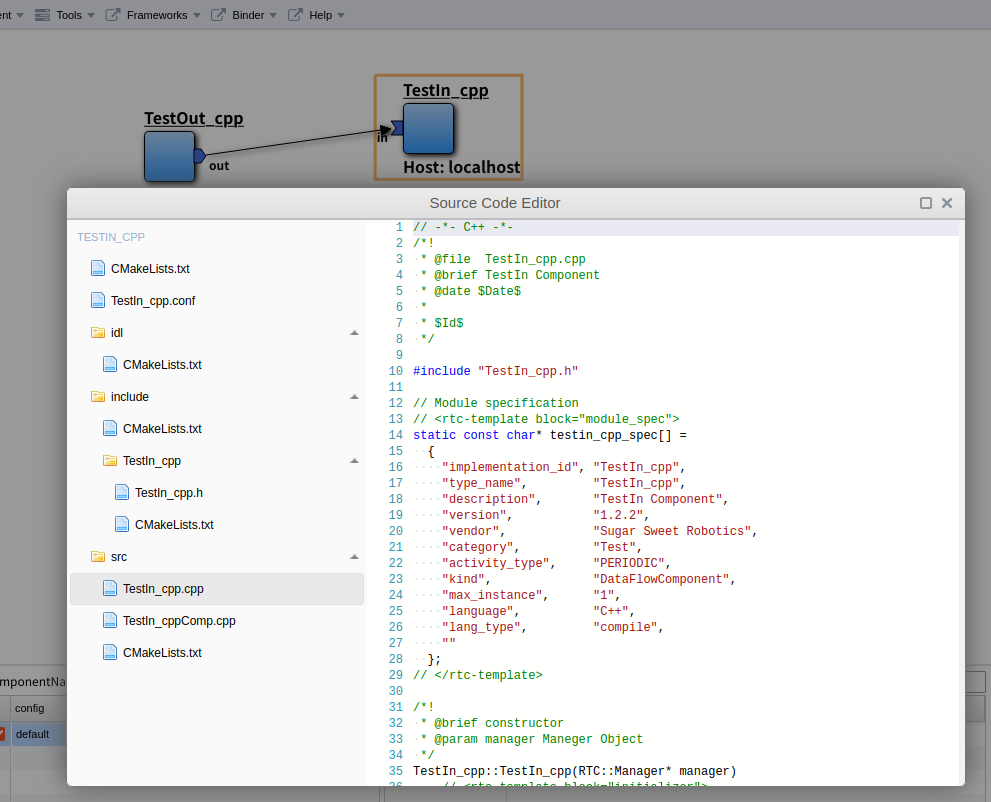 nt Tools Frameworks Binder Help
TestOut_cpp
out
TestIn_cpp
in
Host: localhost
Source Code Editor
TESTIN_CPP
CMakeLists.txt
TestIn_cpp.conf
idl
CMakeLists.txt
include
CMakeLists.txt
TestIn_cpp
TestIn_cpp.h
CMakeLists.txt
src
TestIn_cpp.cpp
TestIn_cppComp.cpp
CMakeLists.txt
1 // -*- C++ -*-
2 /*!
3  * @file  TestIn_cpp.cpp
4  * @brief TestIn Component
5  * @date $Date$
6  *
7  * $Id$
8  */
9
10 #include "TestIn_cpp.h"
11
12 // Module specification
13 // <rtc-template block="module_spec">
14 static const char* testin_cpp_spec[] =
15   {
16     "implementation_id", "TestIn_cpp",
17     "type_name",         "TestIn_cpp",
18     "description",       "TestIn Component",
19     "version",           "1.2.2",
20     "vendor",            "Sugar Sweet Robotics",
21     "category",          "Test",
22     "activity_type",     "PERIODIC",
23     "kind",              "DataFlowComponent",
24     "max_instance",      "1",
25     "language",          "C++",
26     "lang_type",         "compile",
27     ""
28   };
29 // </rtc-template>
30
31 /*!
32  * @brief constructor
33  * @param manager Maneger Object
34  */
35 TestIn_cpp::TestIn_cpp(RTC::Manager* manager)
36     // <rtc-template block="initializer">
mponentNa
config
default